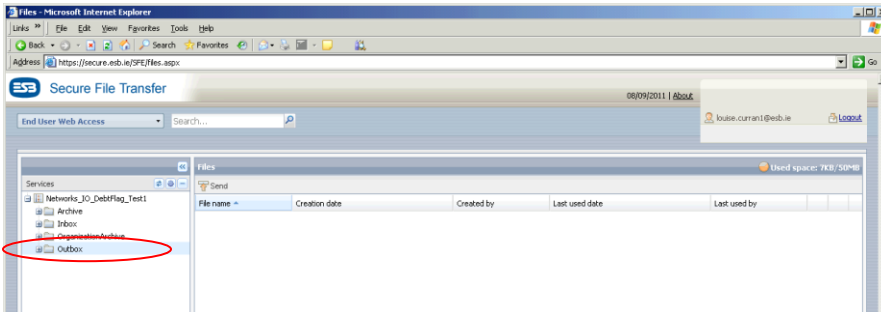 Files - Microsoft Internet Explorer
Links » File Edit View Favorites Tools Help
Back Search Favorites
Address https://secure.esb.ie/SFE/files.aspx Go
ESB Secure File Transfer
08/09/2011 | About
louise.curran1@esb.ie Logout
End User Web Access Search...
Files Used space: 7KB/50MB
Services Send
File name Creation date Created by Last used date Last used by
Networks_IO_DebtFlag_Test1
Archive
Inbox
OrganizationArchive
Outbox